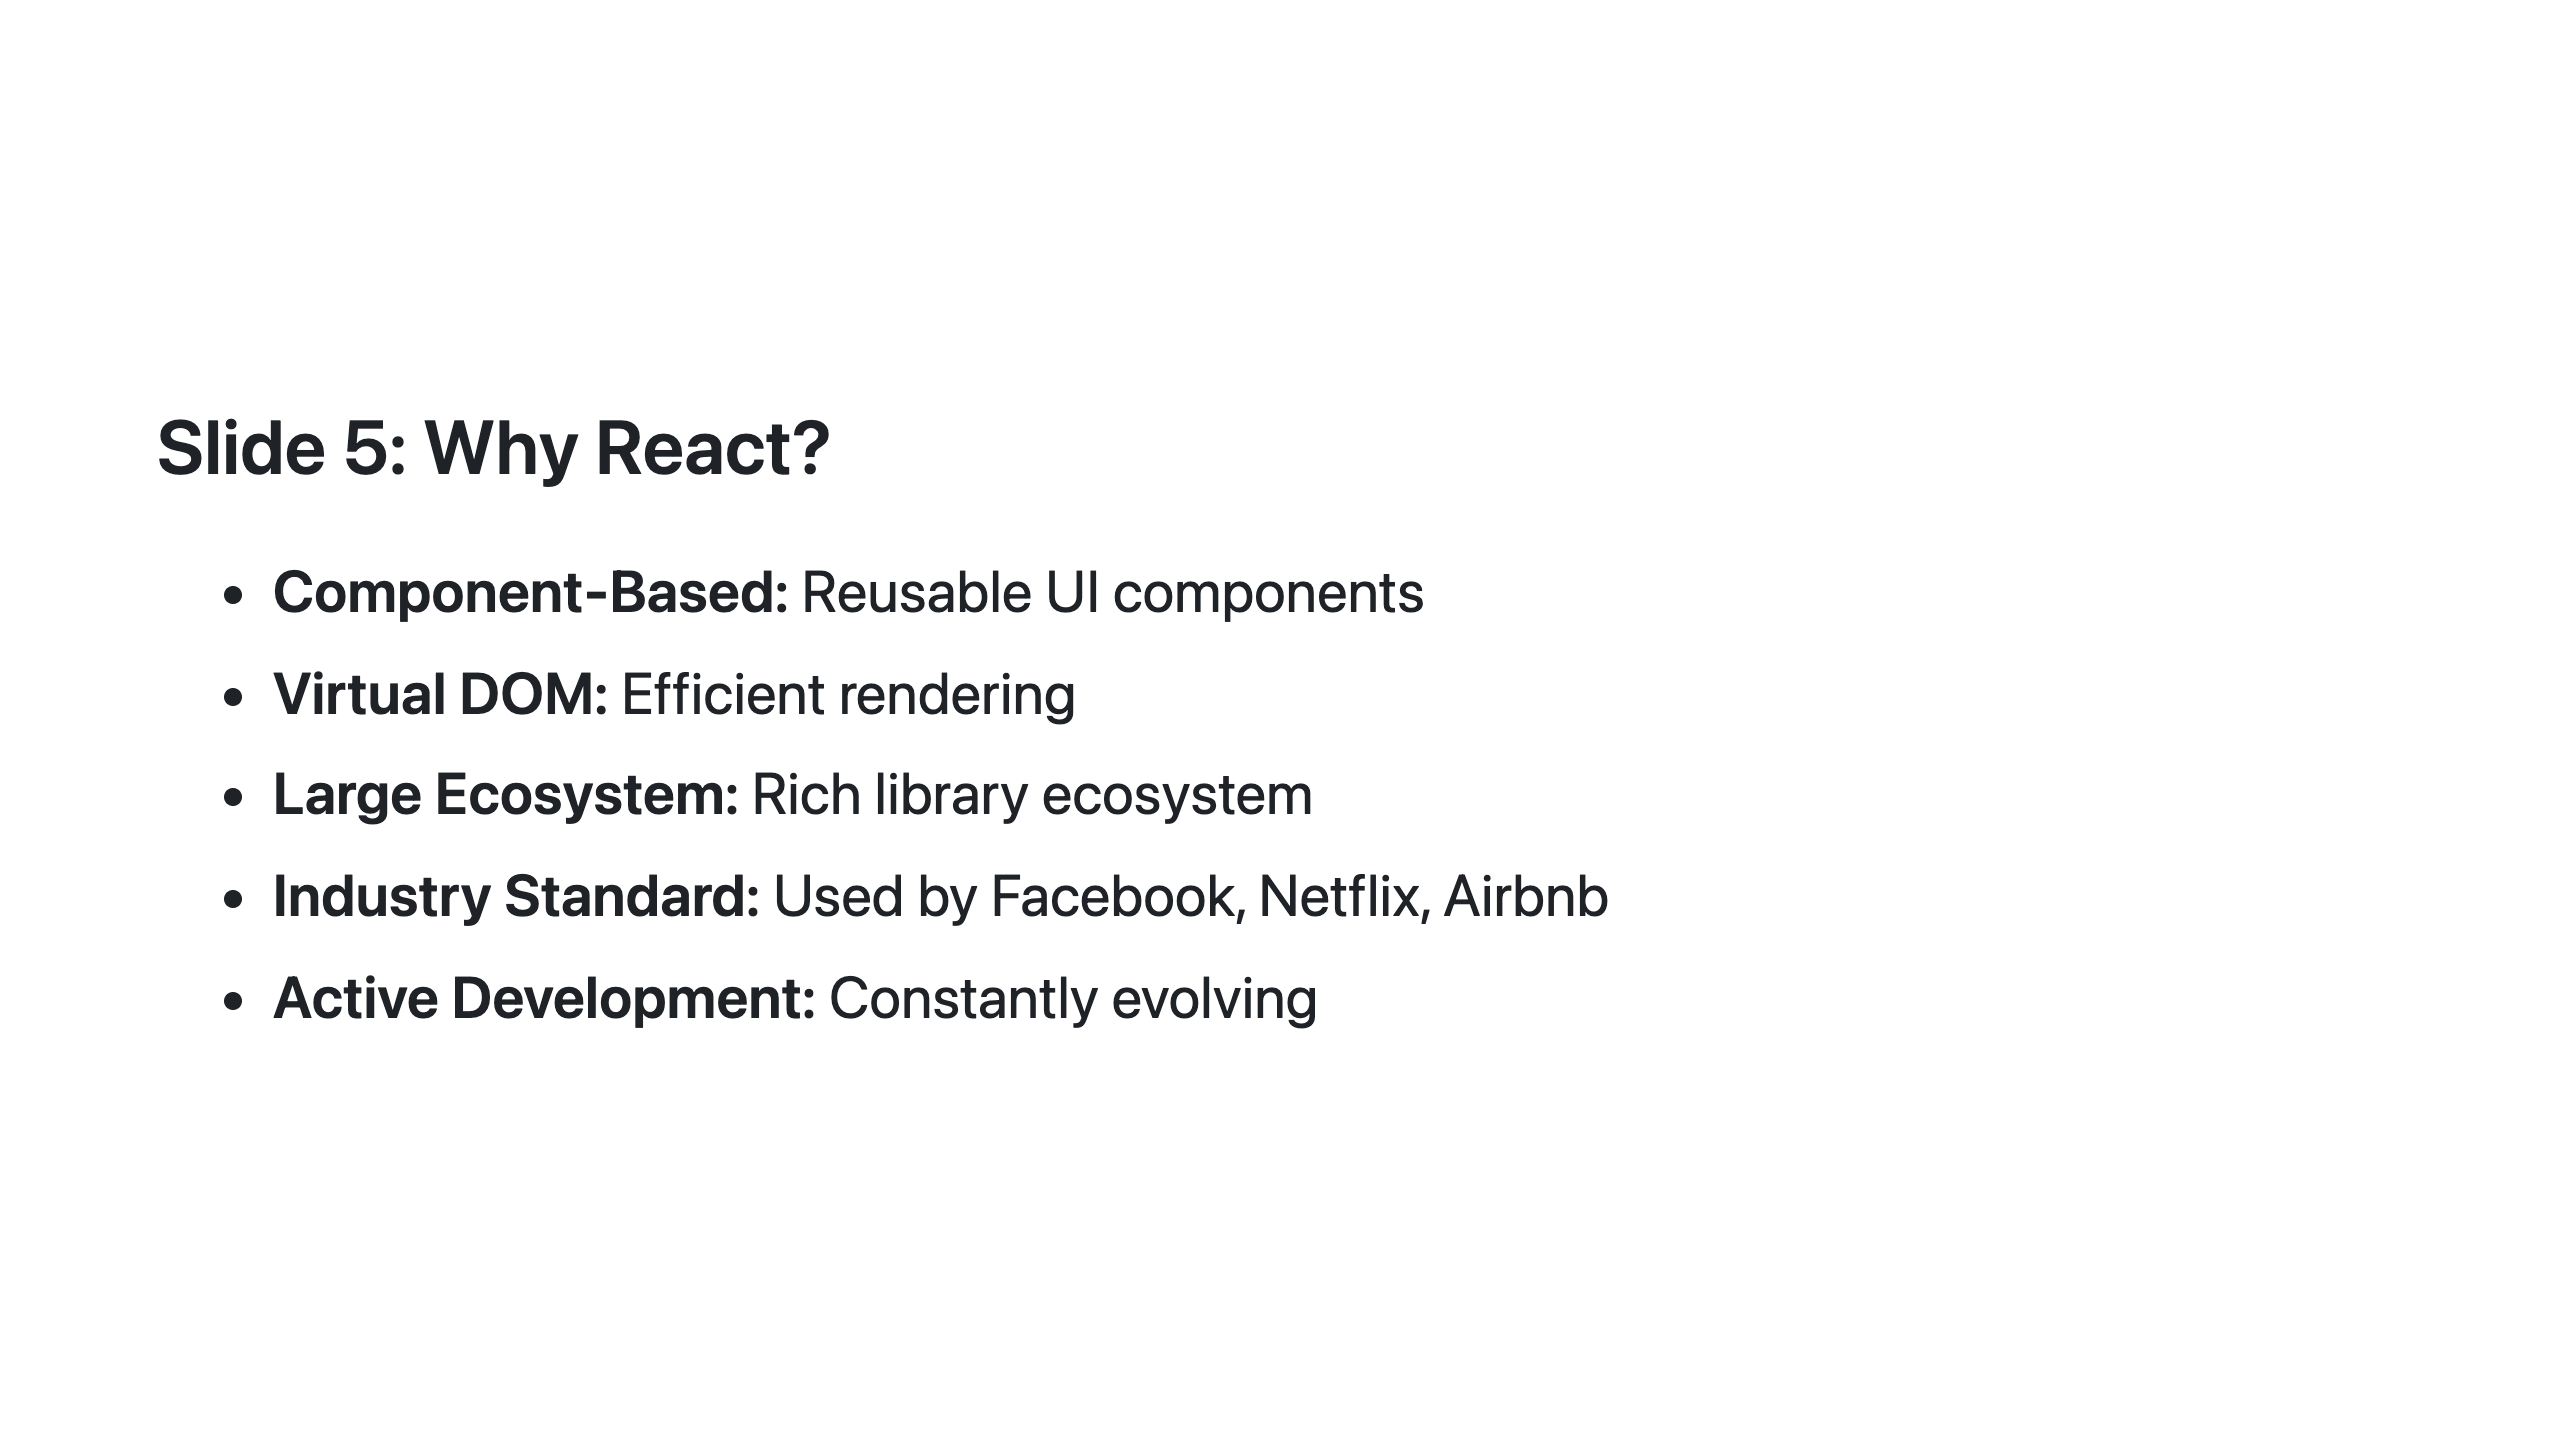 Slide 5: Why React?
• Component-Based: Reusable UI components
• Virtual DOM: Efficient rendering
• Large Ecosystem: Rich library ecosystem
• Industry Standard: Used by Facebook, Netflix, Airbnb
• Active Development: Constantly evolving